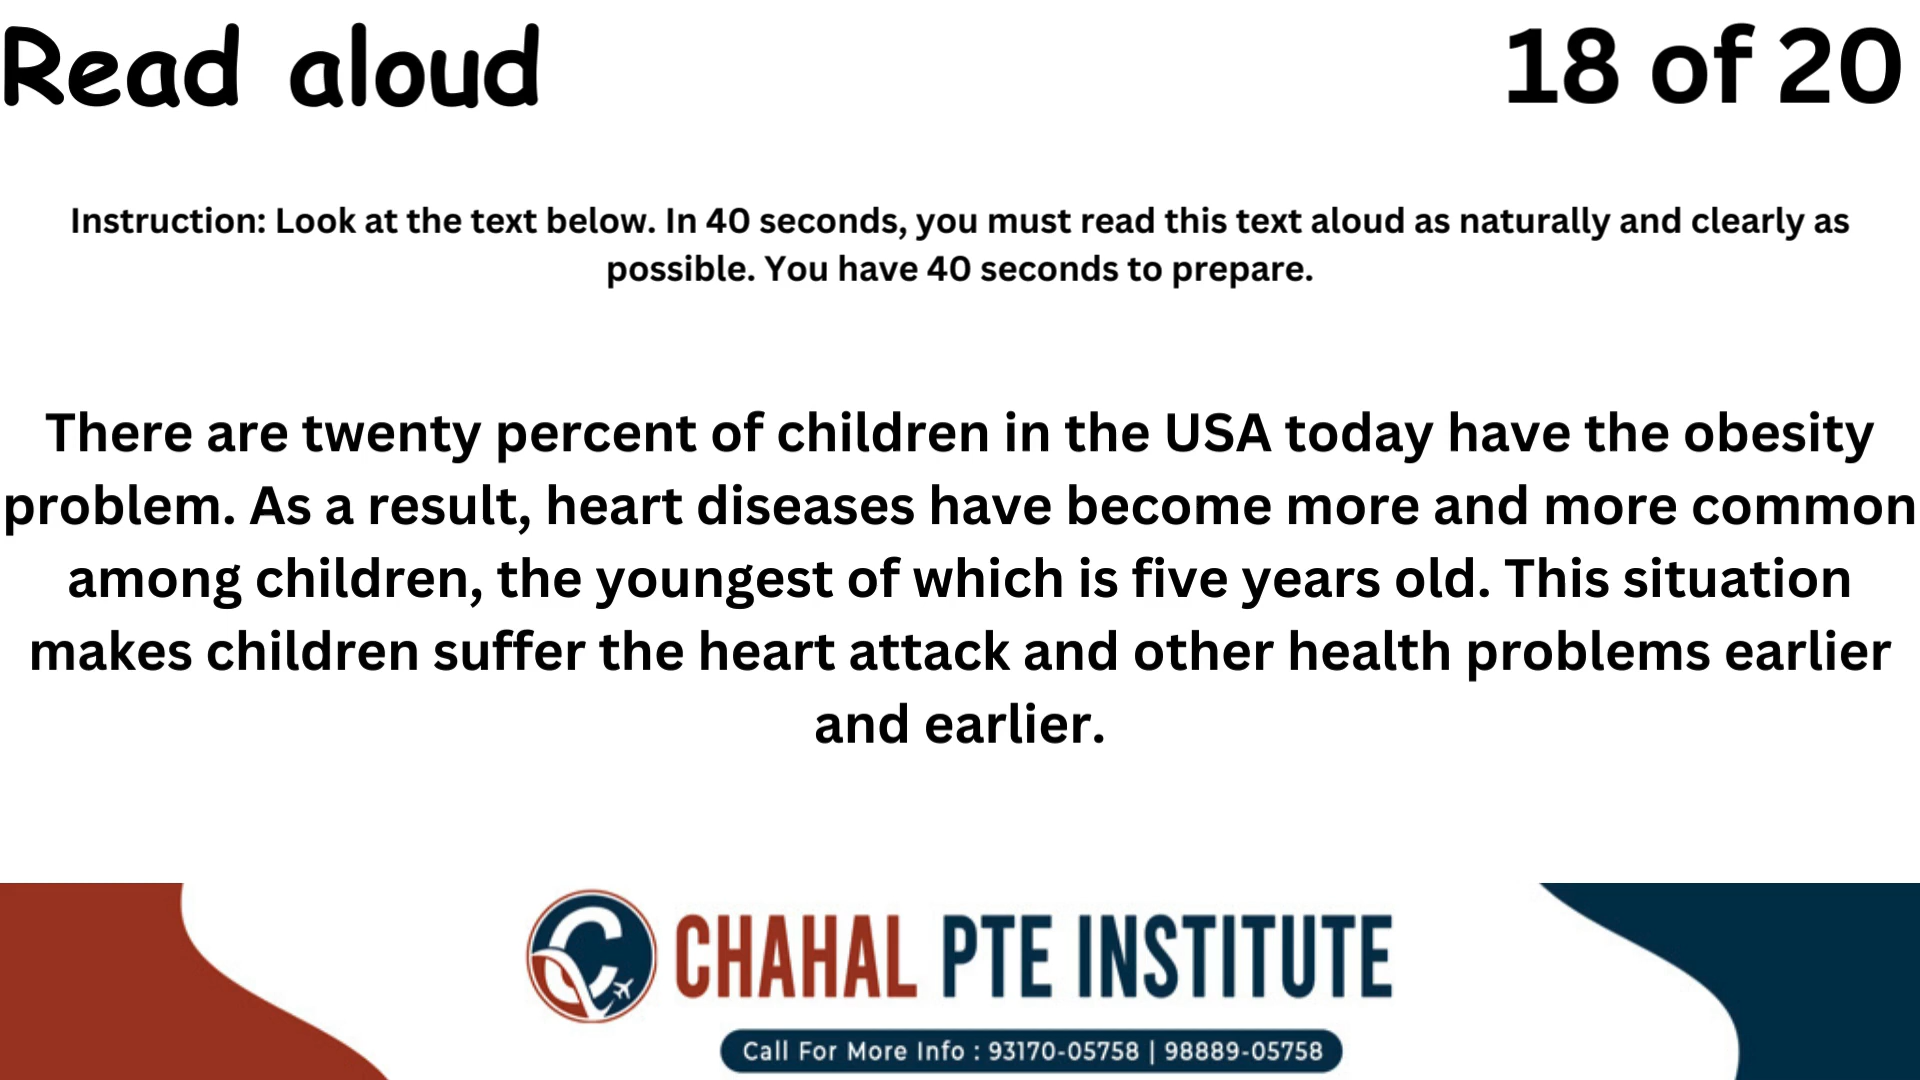 Read aloud
18 of 20
Instruction: Look at the text below. In 40 seconds, you must read this text aloud as naturally and clearly as
possible. You have 40 seconds to prepare.
There are twenty percent of children in the USA today have the obesity
problem. As a result, heart diseases have become more and more common
among children, the youngest of which is five years old. This situation
makes children suffer the heart attack and other health problems earlier
and earlier.
CHAHAL PTE INSTITUTE
Call For More Info : 93170-05758 | 98889-05758